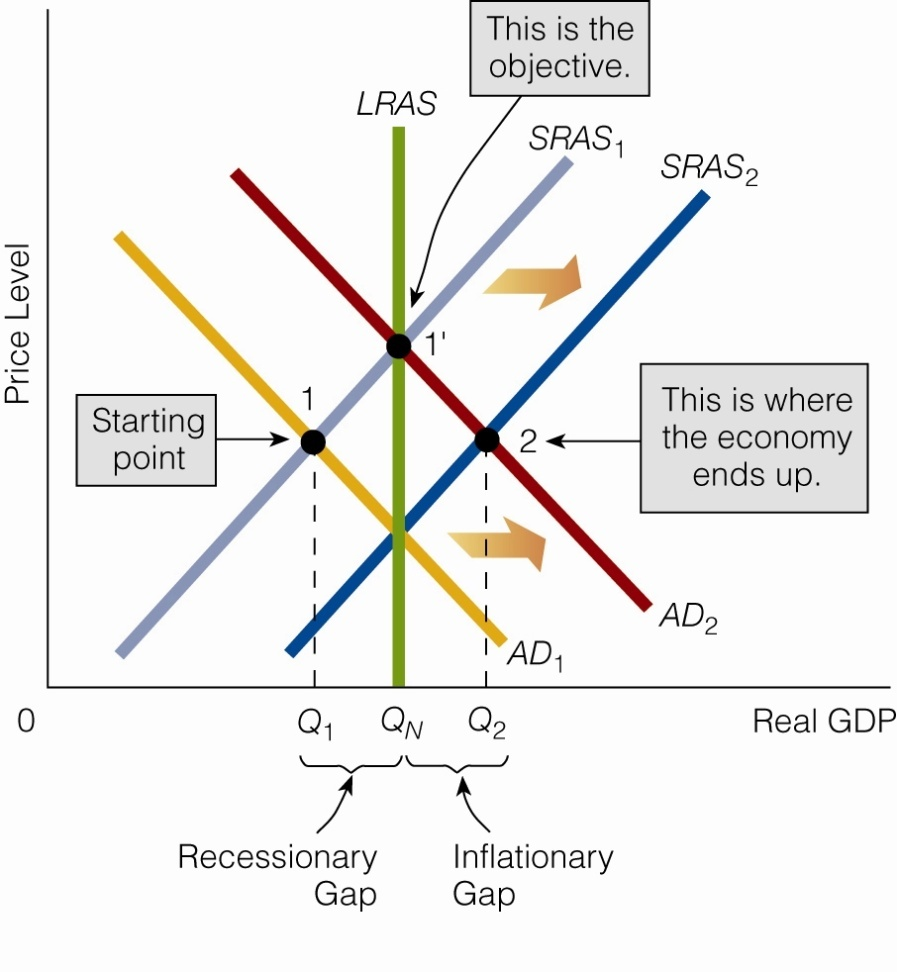 This is the
objective.
LRAS
SRAS₁
SRAS₂
Price Level
1'
1
Starting
point
2
This is where
the economy
ends up.
AD₂
AD₁
0
Q₁
Q_N
Q₂
Real GDP
Recessionary
Gap
Inflationary
Gap